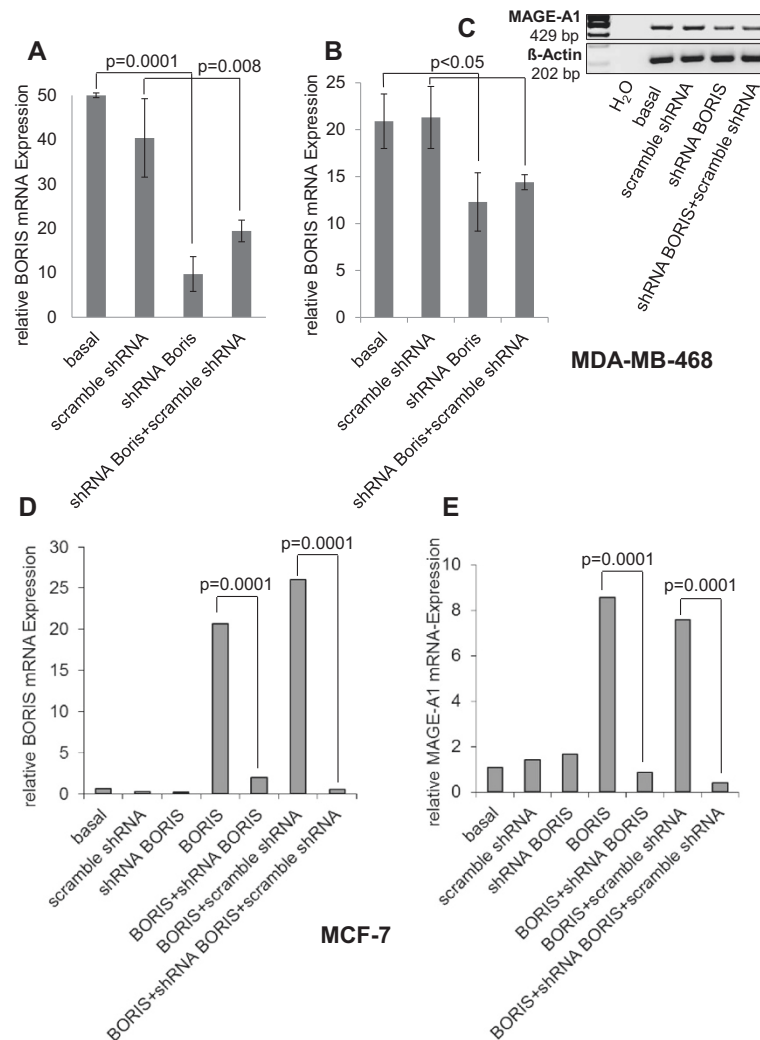 A
p=0.0001
p=0.008
relative BORIS mRNA Expression
50
40
30
20
10
0
basal
scramble shRNA
shRNA Boris
shRNA Boris+scramble shRNA
B
p<0.05
relative BORIS mRNA Expression
25
20
15
10
5
0
basal
scramble shRNA
shRNA Boris
shRNA Boris+scramble shRNA
C
MAGE-A1
429 bp
ß-Actin
202 bp
H2O
basal
scramble shRNA
shRNA BORIS
shRNA BORIS+scramble shRNA
MDA-MB-468
D
relative BORIS mRNA Expression
30
25
20
15
10
5
0
p=0.0001
p=0.0001
basal
scramble shRNA
shRNA BORIS
BORIS
BORIS+shRNA BORIS
BORIS+scramble shRNA
BORIS+shRNA BORIS+scramble shRNA
E
relative MAGE-A1 mRNA-Expression
10
8
6
4
2
0
p=0.0001
p=0.0001
basal
scramble shRNA
shRNA BORIS
BORIS
BORIS+shRNA BORIS
BORIS+scramble shRNA
BORIS+shRNA BORIS+scramble shRNA
MCF-7